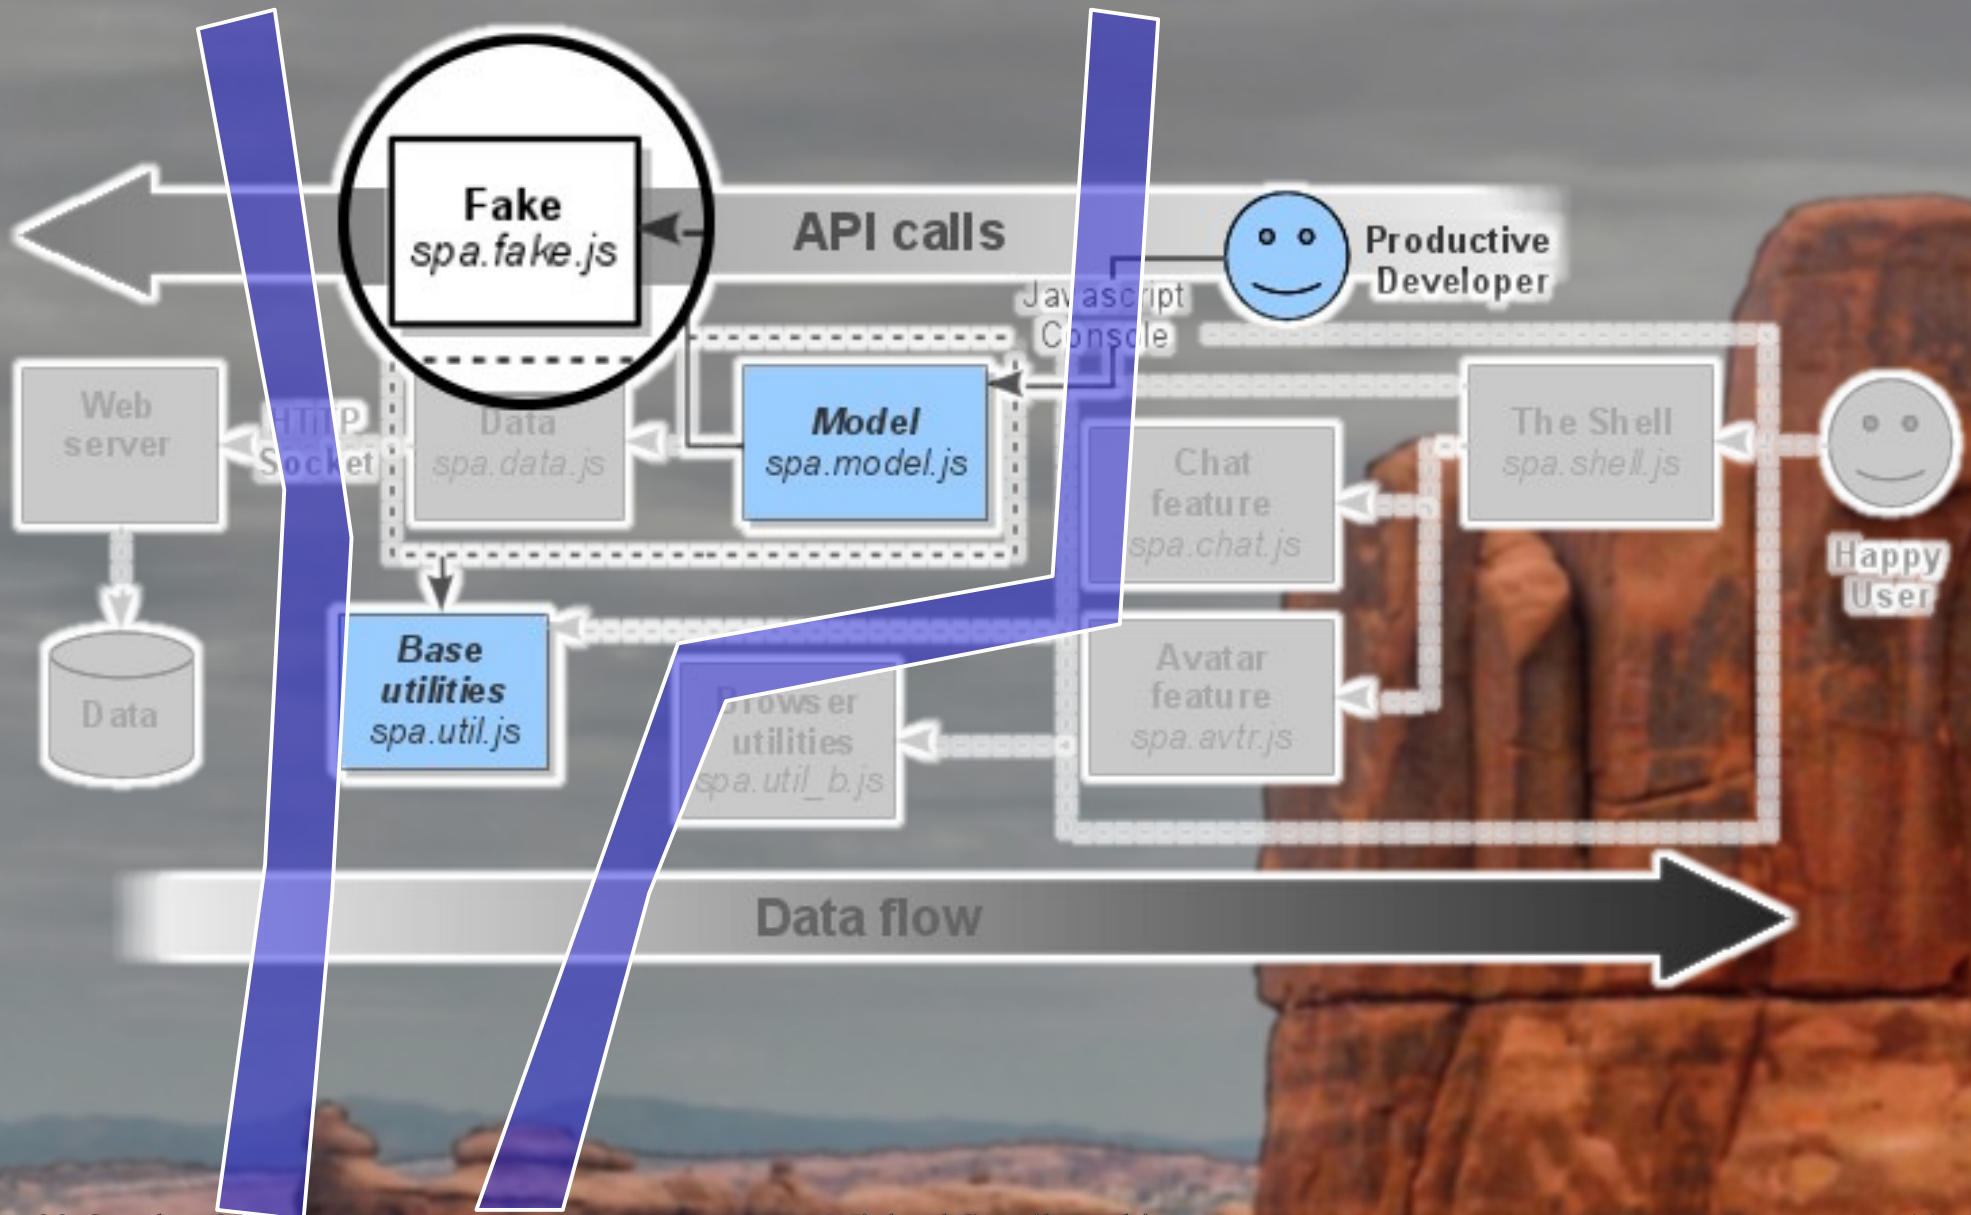 Fake
spa.fake.js
API calls
Productive
Developer
Javascript
Console
Web
server
HTTP
Socket
Data
spa.data.js
Model
spa.model.js
Chat
feature
spa.chat.js
The Shell
spa.shell.js
Happy
User
Base
utilities
spa.util.js
Browser
utilities
spa.util_b.js
Avatar
feature
spa.avtr.js
Data
Data flow